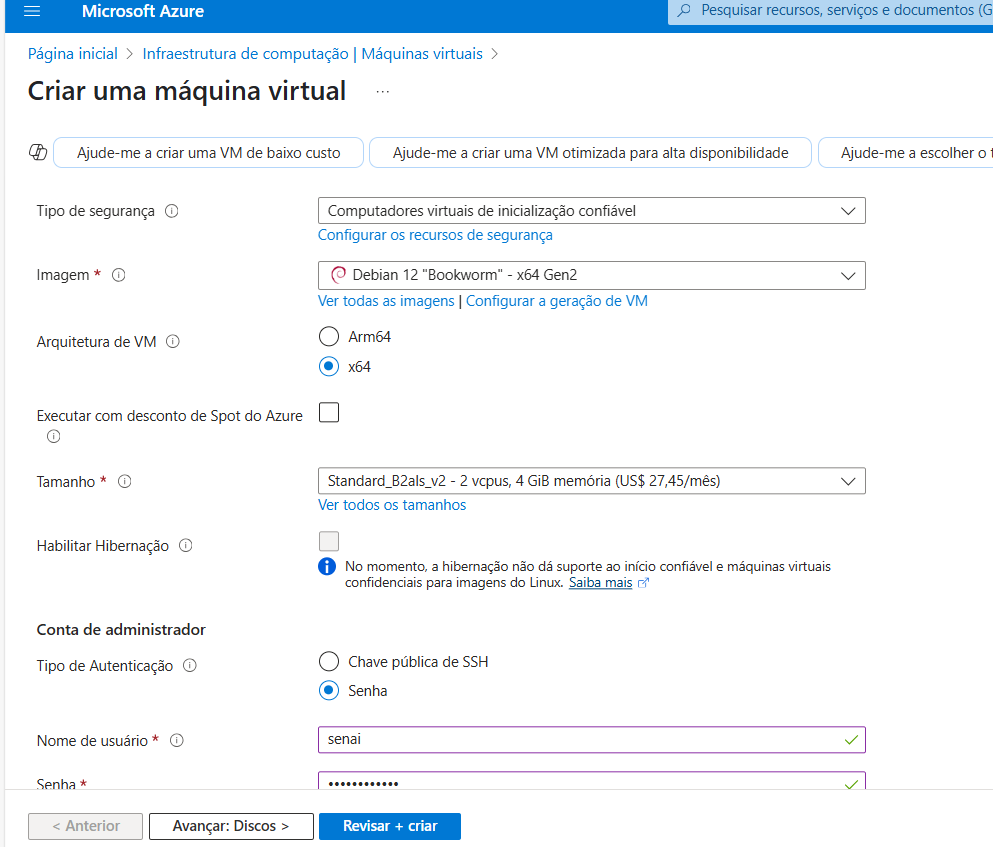 Microsoft Azure
Pesquisar recursos, serviços e documentos (G
Página inicial > Infraestrutura de computação | Máquinas virtuais >
Criar uma máquina virtual ...
Ajude-me a criar uma VM de baixo custo
Ajude-me a criar uma VM otimizada para alta disponibilidade
Ajude-me a escolher o t
Tipo de segurança
Computadores virtuais de inicialização confiável
Configurar os recursos de segurança
Imagem *
Debian 12 "Bookworm" - x64 Gen2
Ver todas as imagens | Configurar a geração de VM
Arquitetura de VM
Arm64
x64
Executar com desconto de Spot do Azure
Tamanho *
Standard_B2als_v2 - 2 vcpus, 4 GiB memória (US$ 27,45/mês)
Ver todos os tamanhos
Habilitar Hibernação
No momento, a hibernação não dá suporte ao início confiável e máquinas virtuais
confidenciais para imagens do Linux. Saiba mais
Conta de administrador
Tipo de Autenticação
Chave pública de SSH
Senha
Nome de usuário *
senai
Senha *
••••••••••••
< Anterior
Avançar: Discos >
Revisar + criar